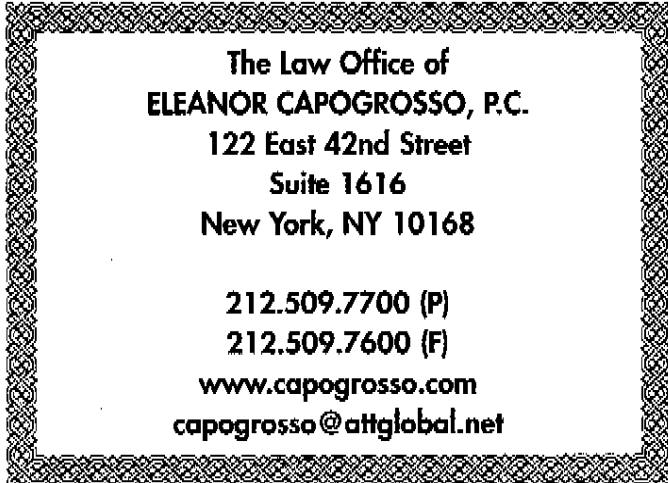 The Law Office of
ELEANOR CAPOGROSSO, P.C.
122 East 42nd Street
Suite 1616
New York, NY 10168
212.509.7700 (P)
212.509.7600 (F)
www.capogrosso.com
capogrosso@attglobal.net